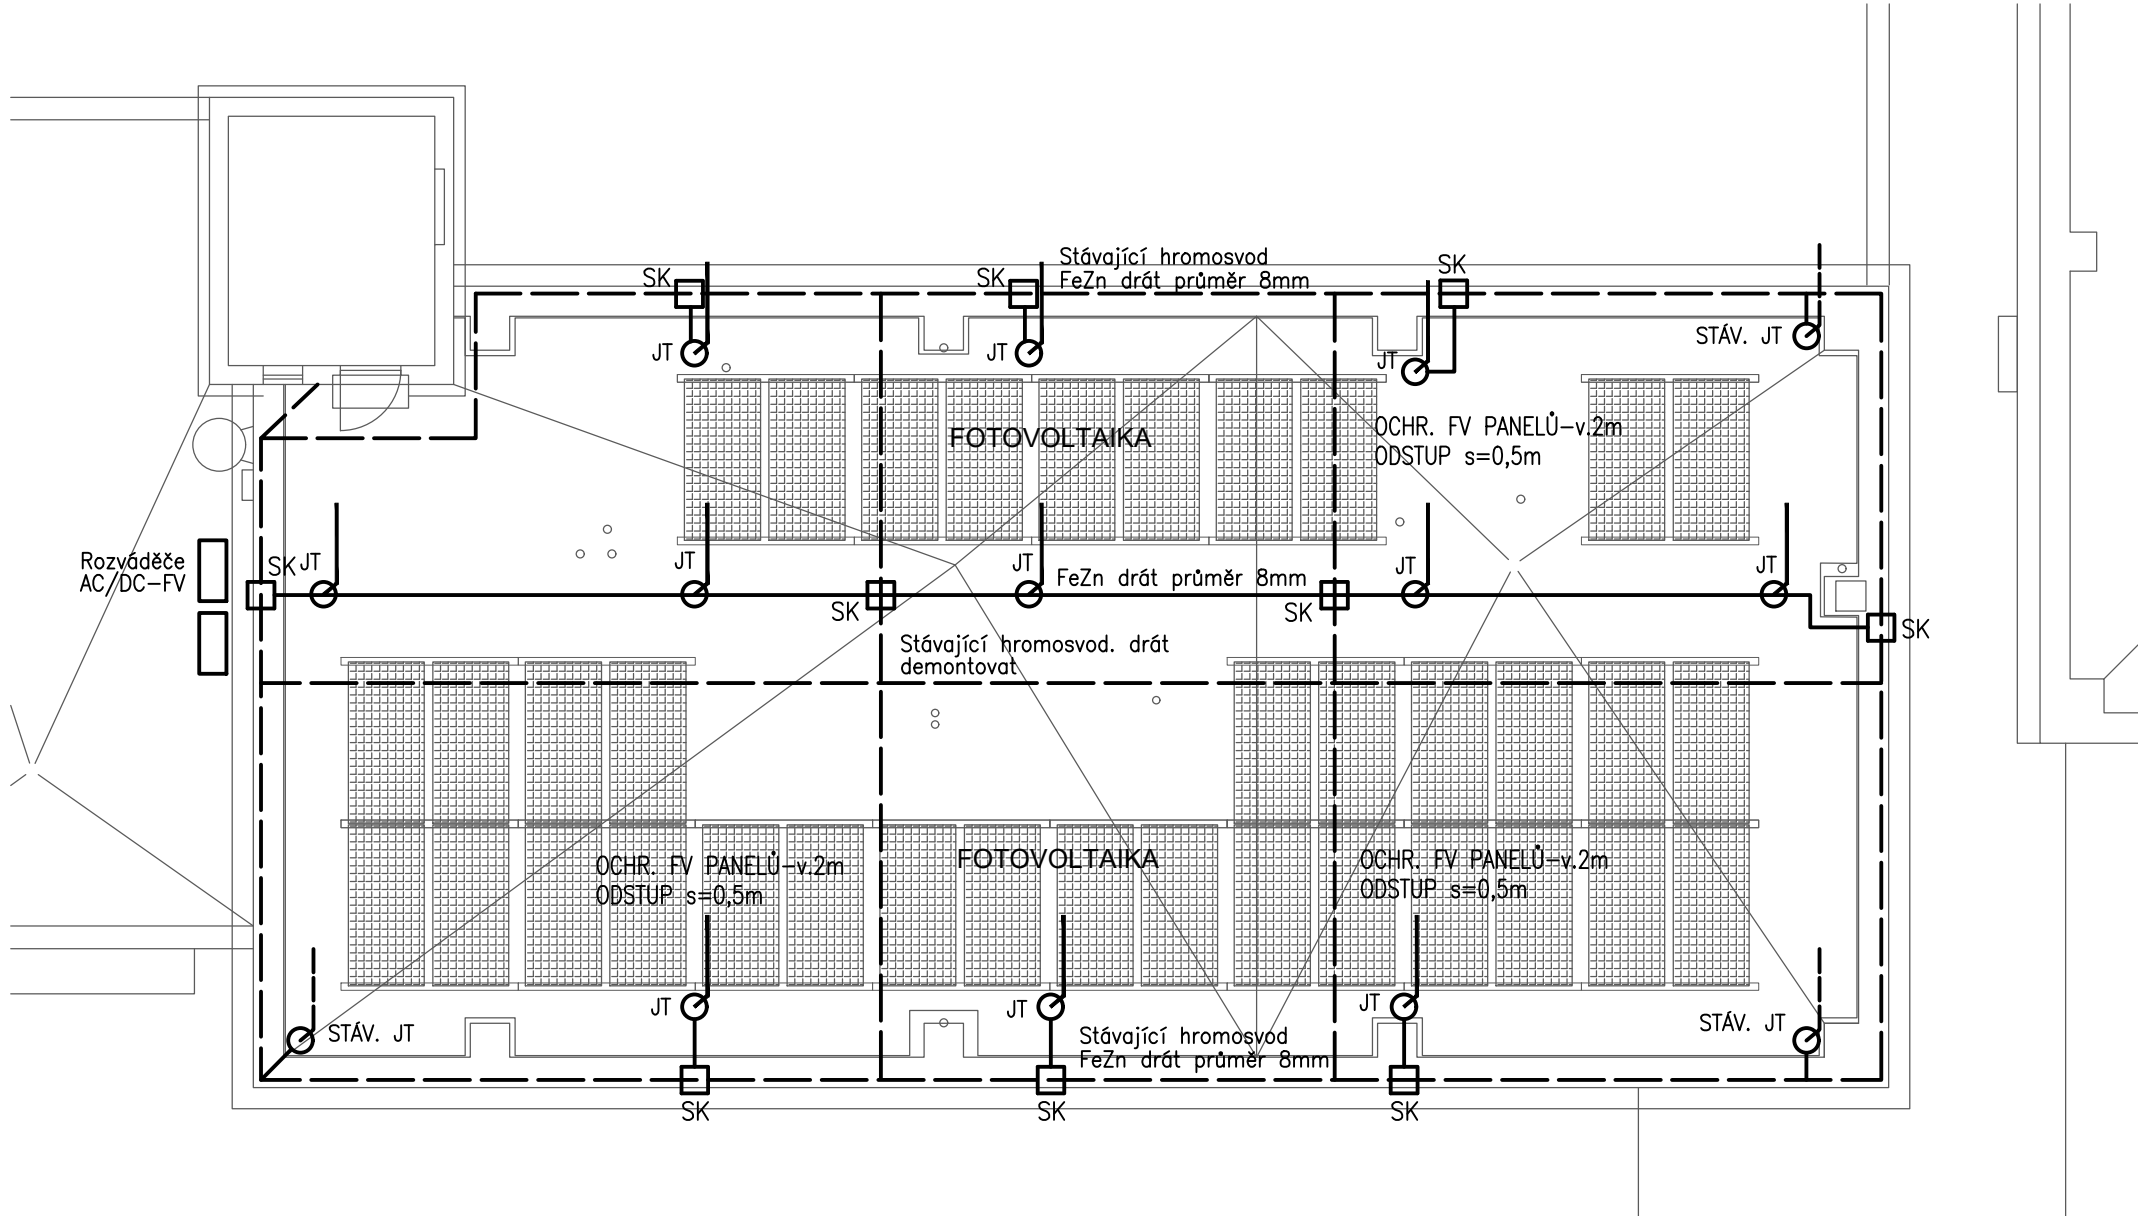 Stávající hromosvod
FeZn drát průměr 8mm
SK
SK
SK
JT
JT
JT
STÁV. JT
FOTOVOLTAIKA
OCHR. FV PANELŮ-v.2m
ODSTUP s=0,5m
Rozváděče
AC/DC-FV
SK
JT
JT
JT
JT
JT
FeZn drát průměr 8mm
SK
SK
SK
Stávající hromosvod. drát
demontovat
OCHR. FV PANELŮ-v.2m
ODSTUP s=0,5m
FOTOVOLTAIKA
OCHR. FV PANELŮ-v.2m
ODSTUP s=0,5m
JT
JT
JT
STÁV. JT
STÁV. JT
Stávající hromosvod
FeZn drát průměr 8mm
SK
SK
SK